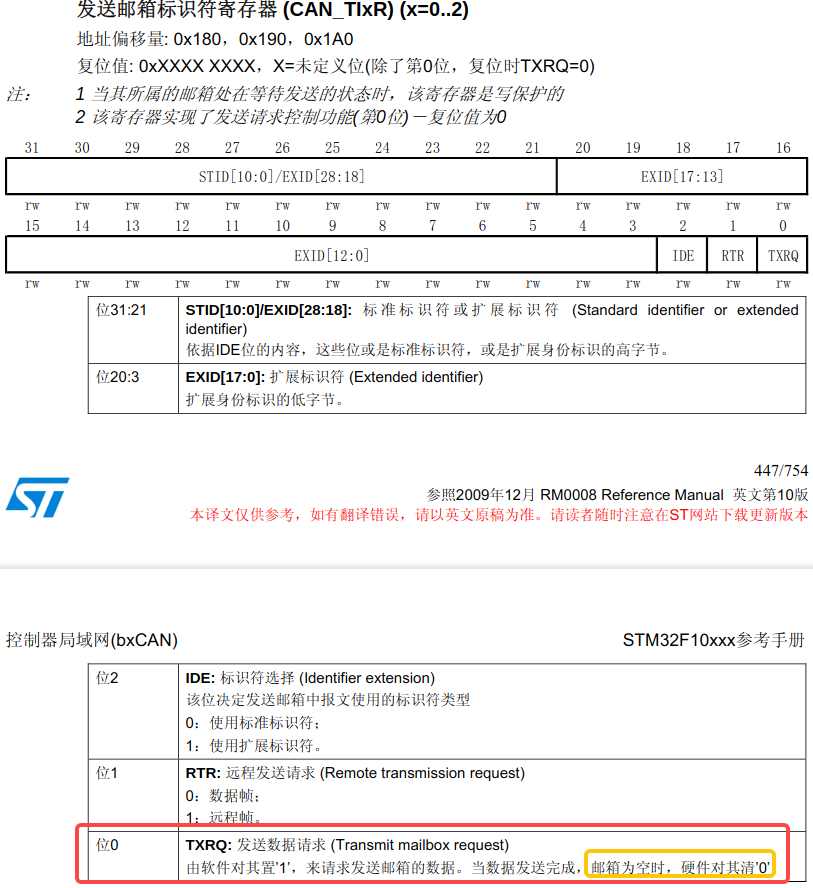 发送邮箱标识符寄存器 (CAN_TIxR) (x=0..2)
地址偏移量: 0x180，0x190，0x1A0
复位值: 0xXXXX XXXX，X=未定义位(除了第0位，复位时TXRQ=0)
注： 1 当其所属的邮箱处在等待发送的状态时，该寄存器是写保护的
2 该寄存器实现了发送请求控制功能(第0位)－复位值为0
31 30 29 28 27 26 25 24 23 22 21 20 19 18 17 16
STID[10:0]/EXID[28:18] EXID[17:13]
rw rw rw rw rw rw rw rw rw rw rw rw rw rw rw rw
15 14 13 12 11 10 9 8 7 6 5 4 3 2 1 0
EXID[12:0] IDE RTR TXRQ
rw rw rw rw rw rw rw rw rw rw rw rw rw rw rw rw
位31:21 STID[10:0]/EXID[28:18]: 标准标识符或扩展标识符 (Standard identifier or extended
identifier)
依据IDE位的内容，这些位或是标准标识符，或是扩展身份标识的高字节。
位20:3 EXID[17:0]: 扩展标识符 (Extended identifier)
扩展身份标识的低字节。
447/754
ST
参照2009年12月 RM0008 Reference Manual 英文第10版
本译文仅供参考，如有翻译错误，请以英文原稿为准。请读者随时注意在ST网站下载更新版本
控制器局域网(bxCAN) STM32F10xxx参考手册
位2 IDE: 标识符选择 (Identifier extension)
该位决定发送邮箱中报文使用的标识符类型
0：使用标准标识符；
1：使用扩展标识符。
位1 RTR: 远程发送请求 (Remote transmission request)
0：数据帧；
1：远程帧。
位0 TXRQ: 发送数据请求 (Transmit mailbox request)
由软件对其置'1'，来请求发送邮箱的数据。当数据发送完成，邮箱为空时，硬件对其清'0'